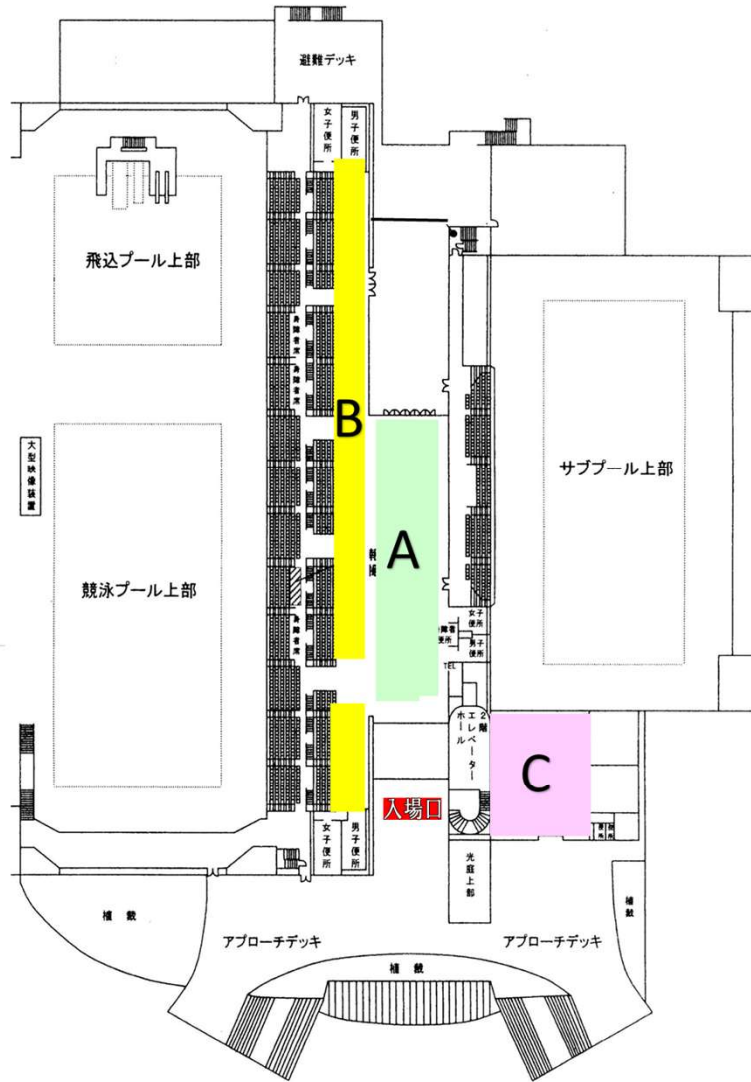 避難デッキ
女子便所
男子便所
飛込プール上部
身障者席
身障者席
B
大型映像装置
サブプール上部
A
競泳プール上部
身障者席
女子便所
男子便所
TEL
2階
エレベーター
ホール
C
入場口
女子便所
男子便所
光庭上部
植栽
植栽
アプローチデッキ
アプローチデッキ
植栽